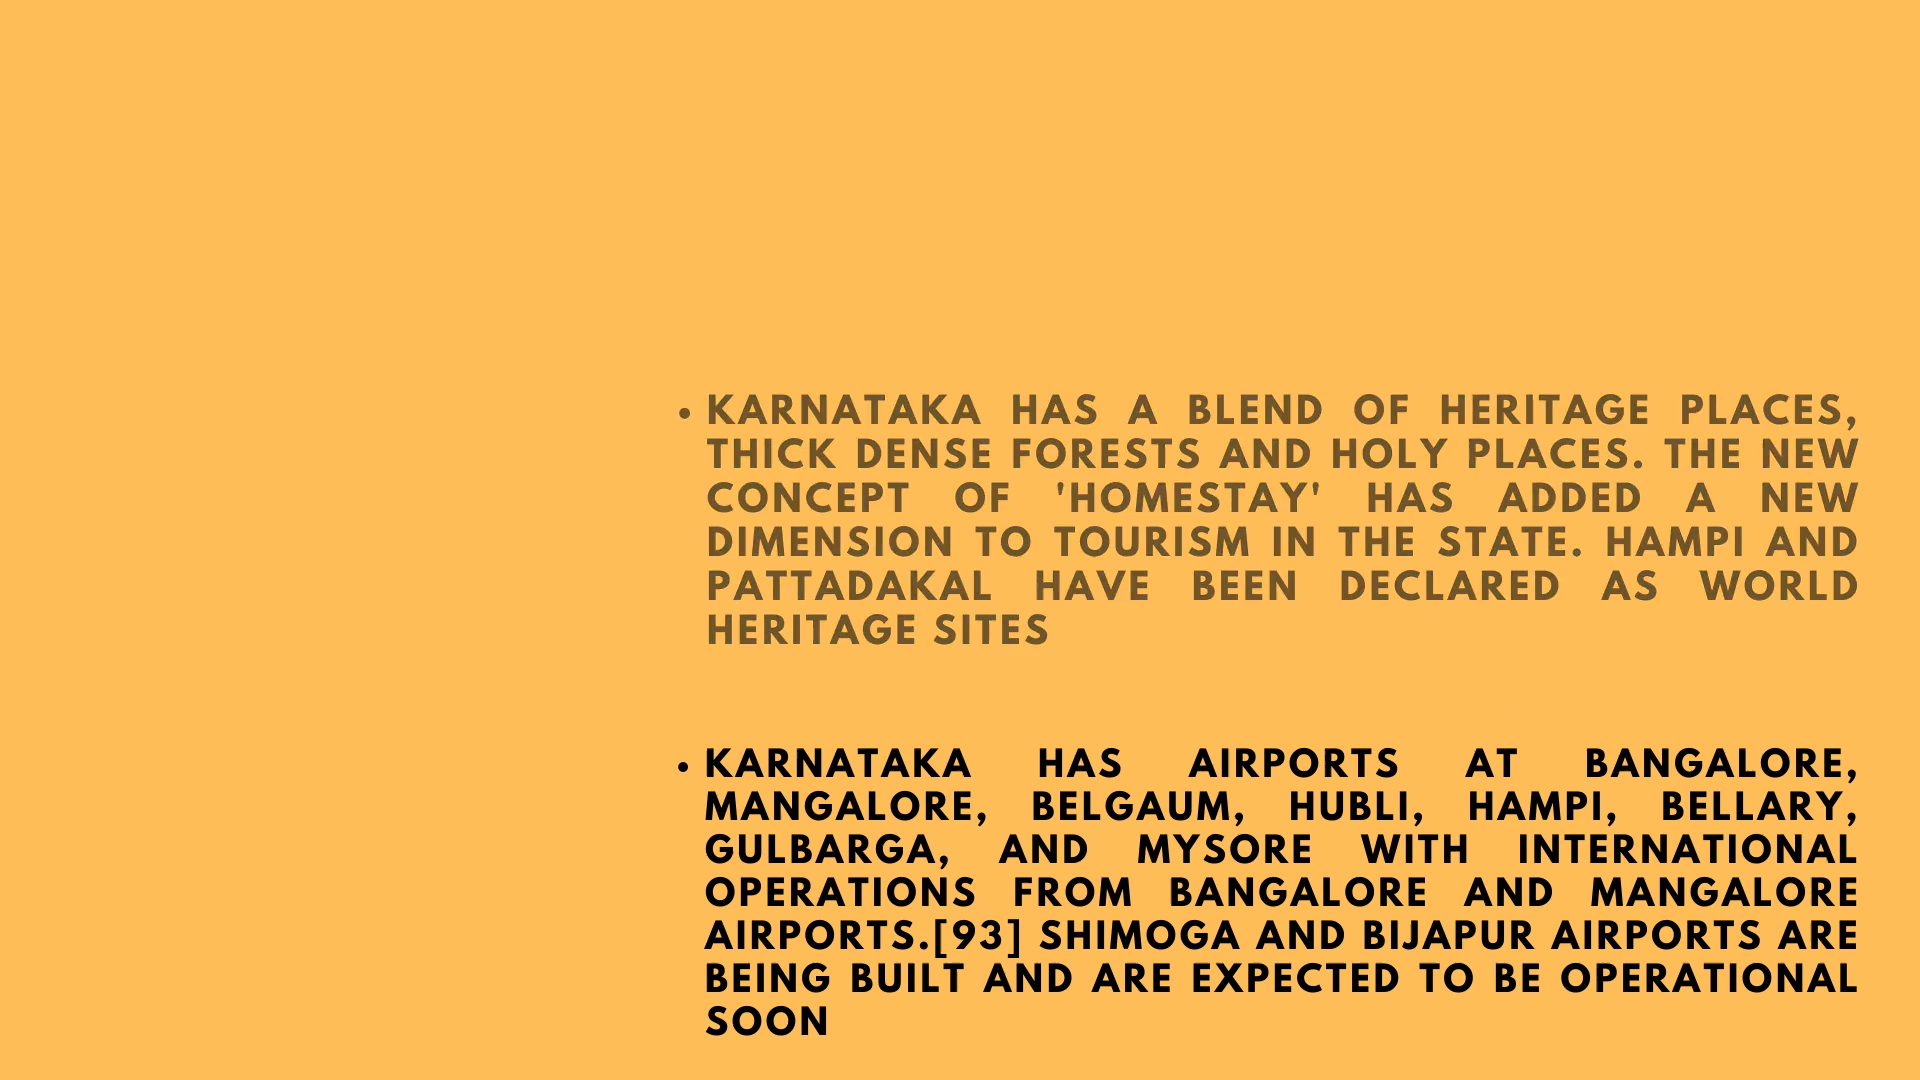 • KARNATAKA HAS A BLEND OF HERITAGE PLACES,
THICK DENSE FORESTS AND HOLY PLACES. THE NEW
CONCEPT OF 'HOMESTAY' HAS ADDED A NEW
DIMENSION TO TOURISM IN THE STATE. HAMPI AND
PATTADAKAL HAVE BEEN DECLARED AS WORLD
HERITAGE SITES
• KARNATAKA HAS AIRPORTS AT BANGALORE,
MANGALORE, BELGAUM, HUBLI, HAMPI, BELLARY,
GULBARGA, AND MYSORE WITH INTERNATIONAL
OPERATIONS FROM BANGALORE AND MANGALORE
AIRPORTS.[93] SHIMOGA AND BIJAPUR AIRPORTS ARE
BEING BUILT AND ARE EXPECTED TO BE OPERATIONAL
SOON